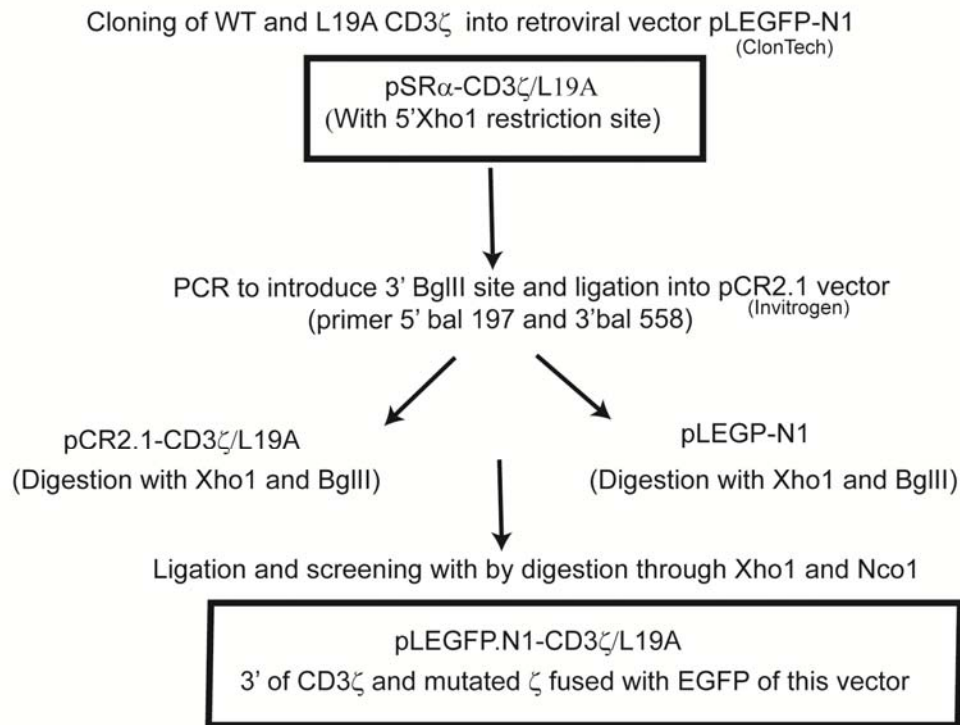 Cloning of WT and L19A CD3ζ into retroviral vector pLEGFP-N1
(ClonTech)
pSRα-CD3ζ/L19A
(With 5'Xho1 restriction site)
PCR to introduce 3' BglII site and ligation into pCR2.1 vector
(Invitrogen)
(primer 5' bal 197 and 3'bal 558)
pCR2.1-CD3ζ/L19A
(Digestion with Xho1 and BglII)
pLEGP-N1
(Digestion with Xho1 and BglII)
Ligation and screening with by digestion through Xho1 and Nco1
pLEGFP.N1-CD3ζ/L19A
3' of CD3ζ and mutated ζ fused with EGFP of this vector